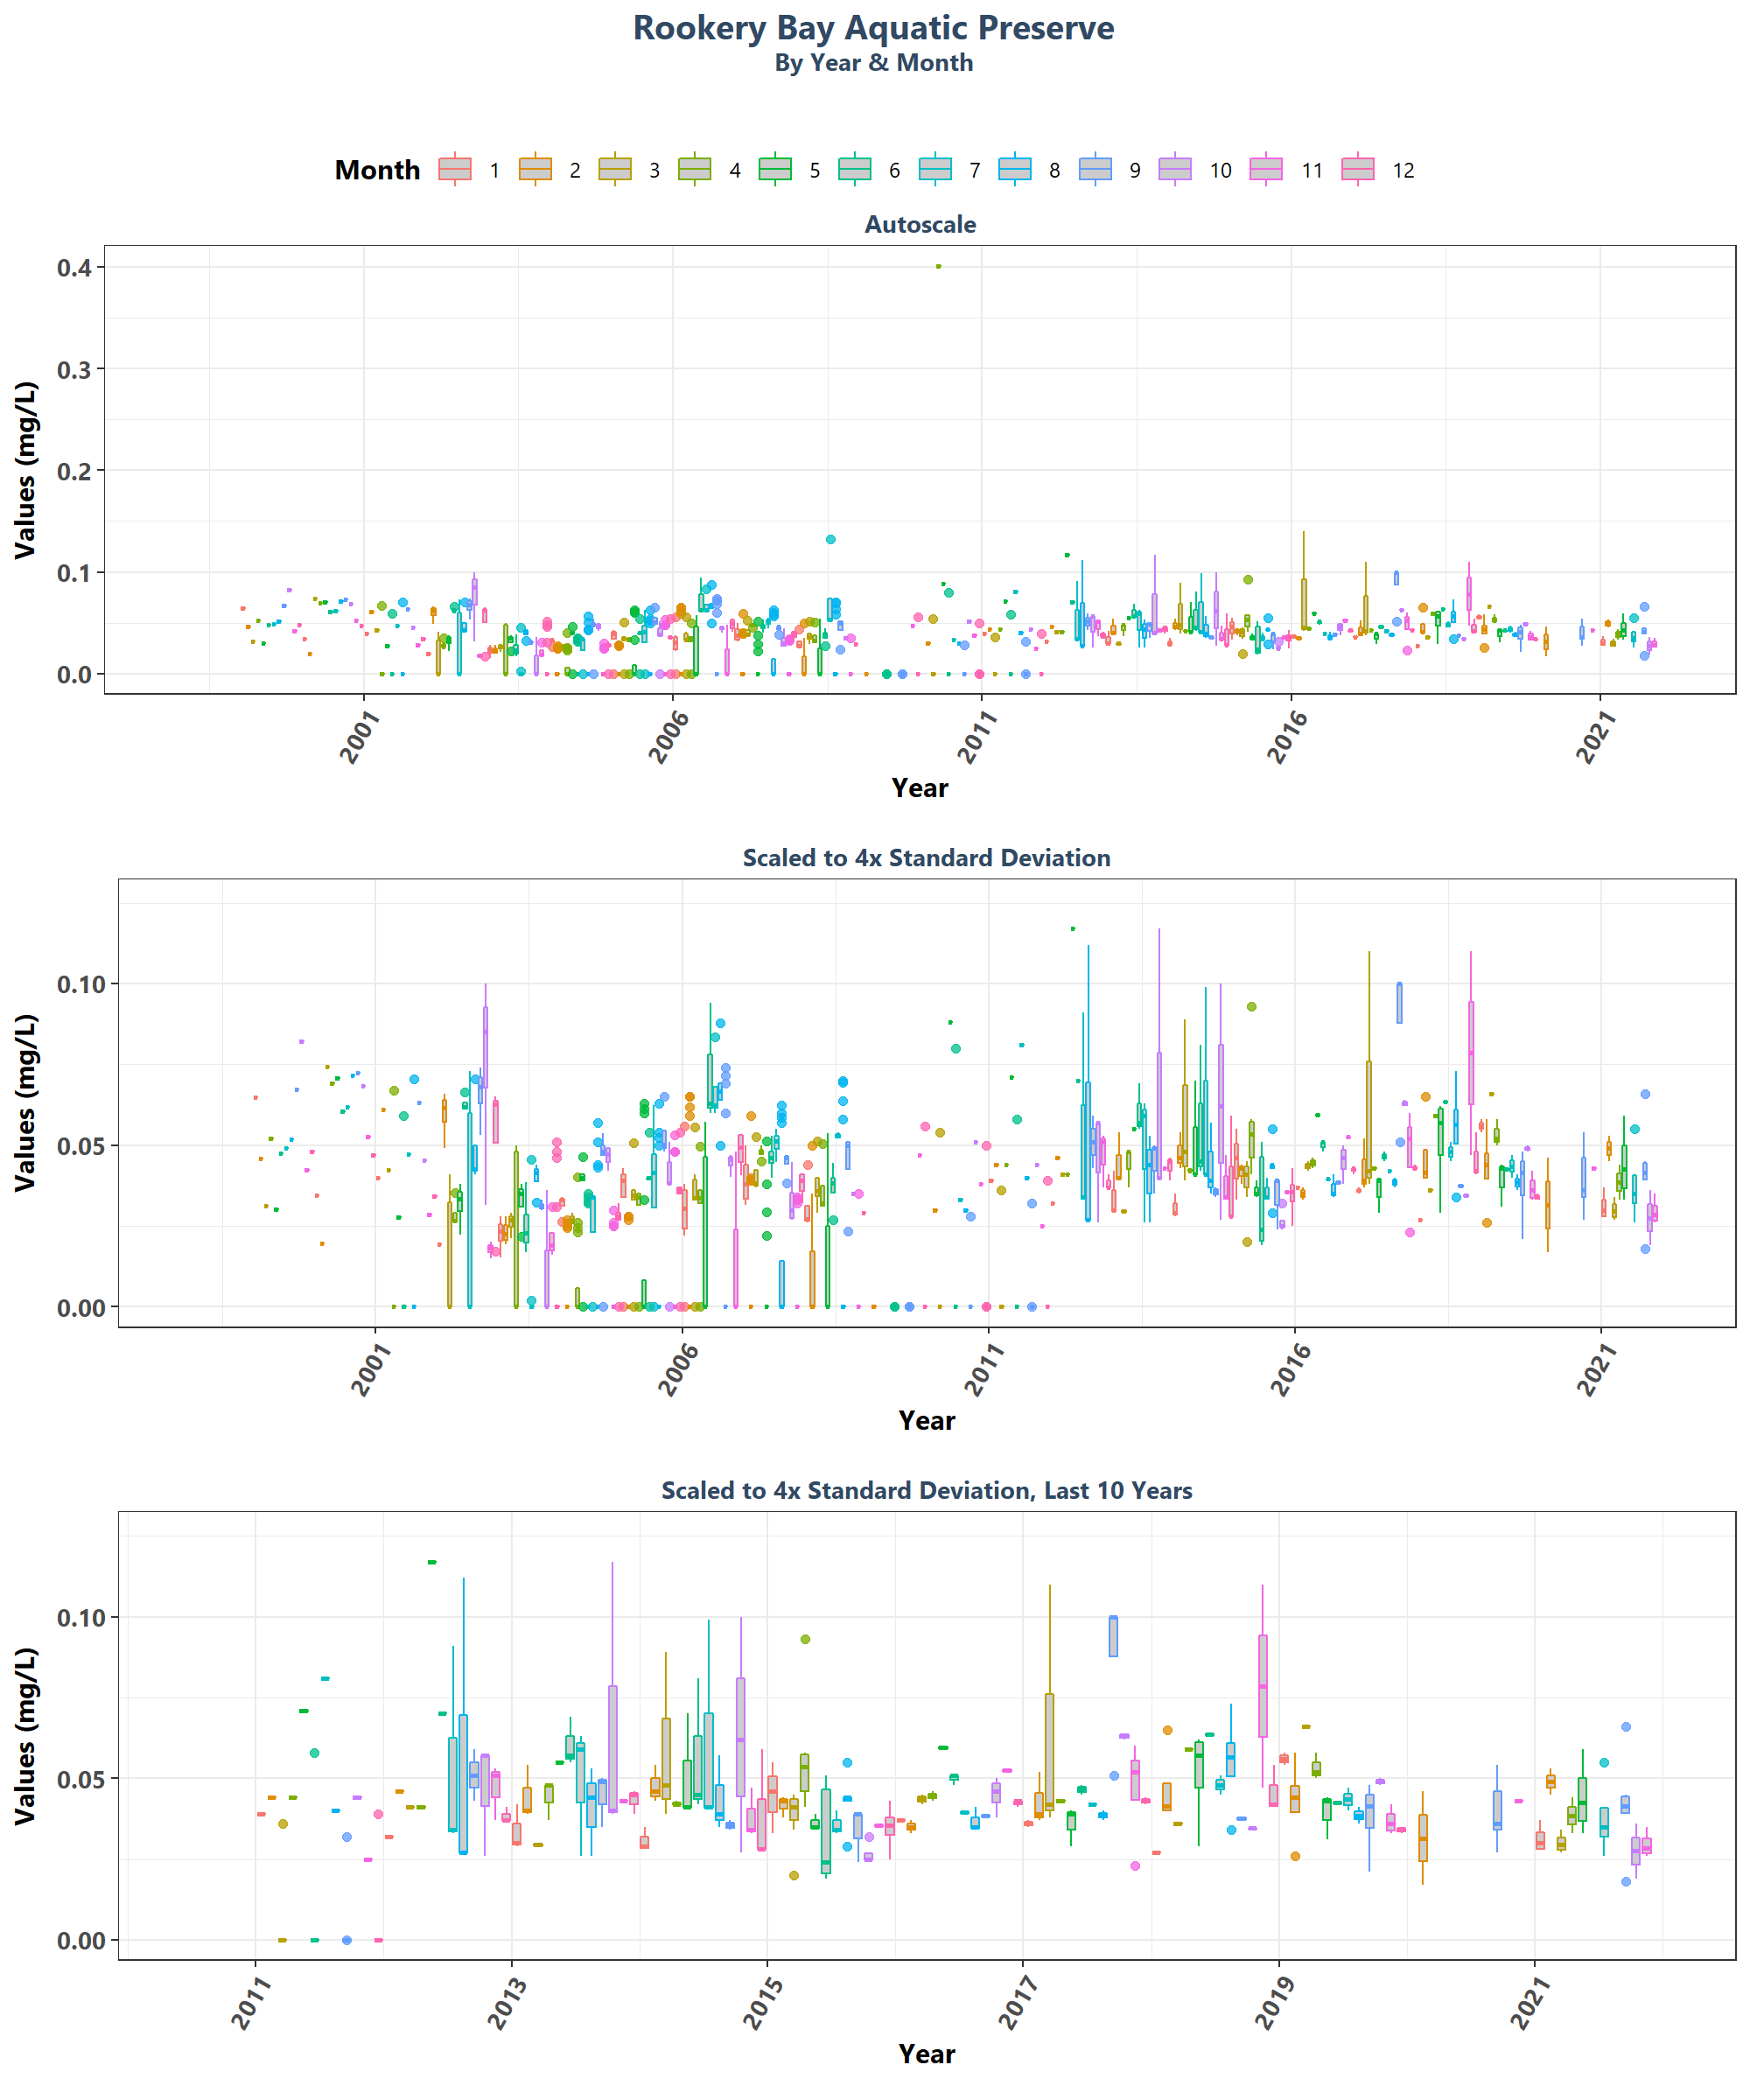 Rookery Bay Aquatic Preserve
By Year & Month
Month 1 2 3 4 5 6 7 8 9 10 11 12
Autoscale
Values (mg/L)
0.4
0.3
0.2
0.1
0.0
2001 2006 2011 2016 2021
Year
Scaled to 4x Standard Deviation
Values (mg/L)
0.10
0.05
0.00
2001 2006 2011 2016 2021
Year
Scaled to 4x Standard Deviation, Last 10 Years
Values (mg/L)
0.10
0.05
0.00
2011 2013 2015 2017 2019 2021
Year